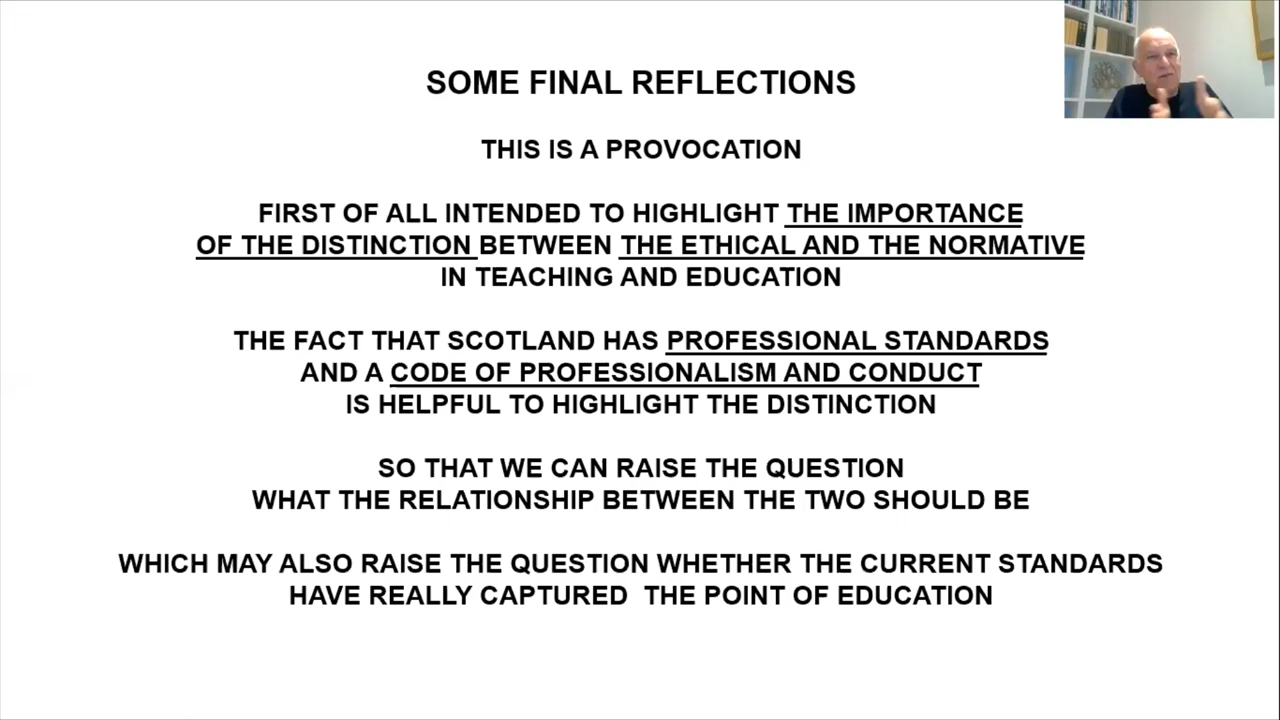 SOME FINAL REFLECTIONS
THIS IS A PROVOCATION
FIRST OF ALL INTENDED TO HIGHLIGHT THE IMPORTANCE
OF THE DISTINCTION BETWEEN THE ETHICAL AND THE NORMATIVE
IN TEACHING AND EDUCATION
THE FACT THAT SCOTLAND HAS PROFESSIONAL STANDARDS
AND A CODE OF PROFESSIONALISM AND CONDUCT
IS HELPFUL TO HIGHLIGHT THE DISTINCTION
SO THAT WE CAN RAISE THE QUESTION
WHAT THE RELATIONSHIP BETWEEN THE TWO SHOULD BE
WHICH MAY ALSO RAISE THE QUESTION WHETHER THE CURRENT STANDARDS
HAVE REALLY CAPTURED  THE POINT OF EDUCATION